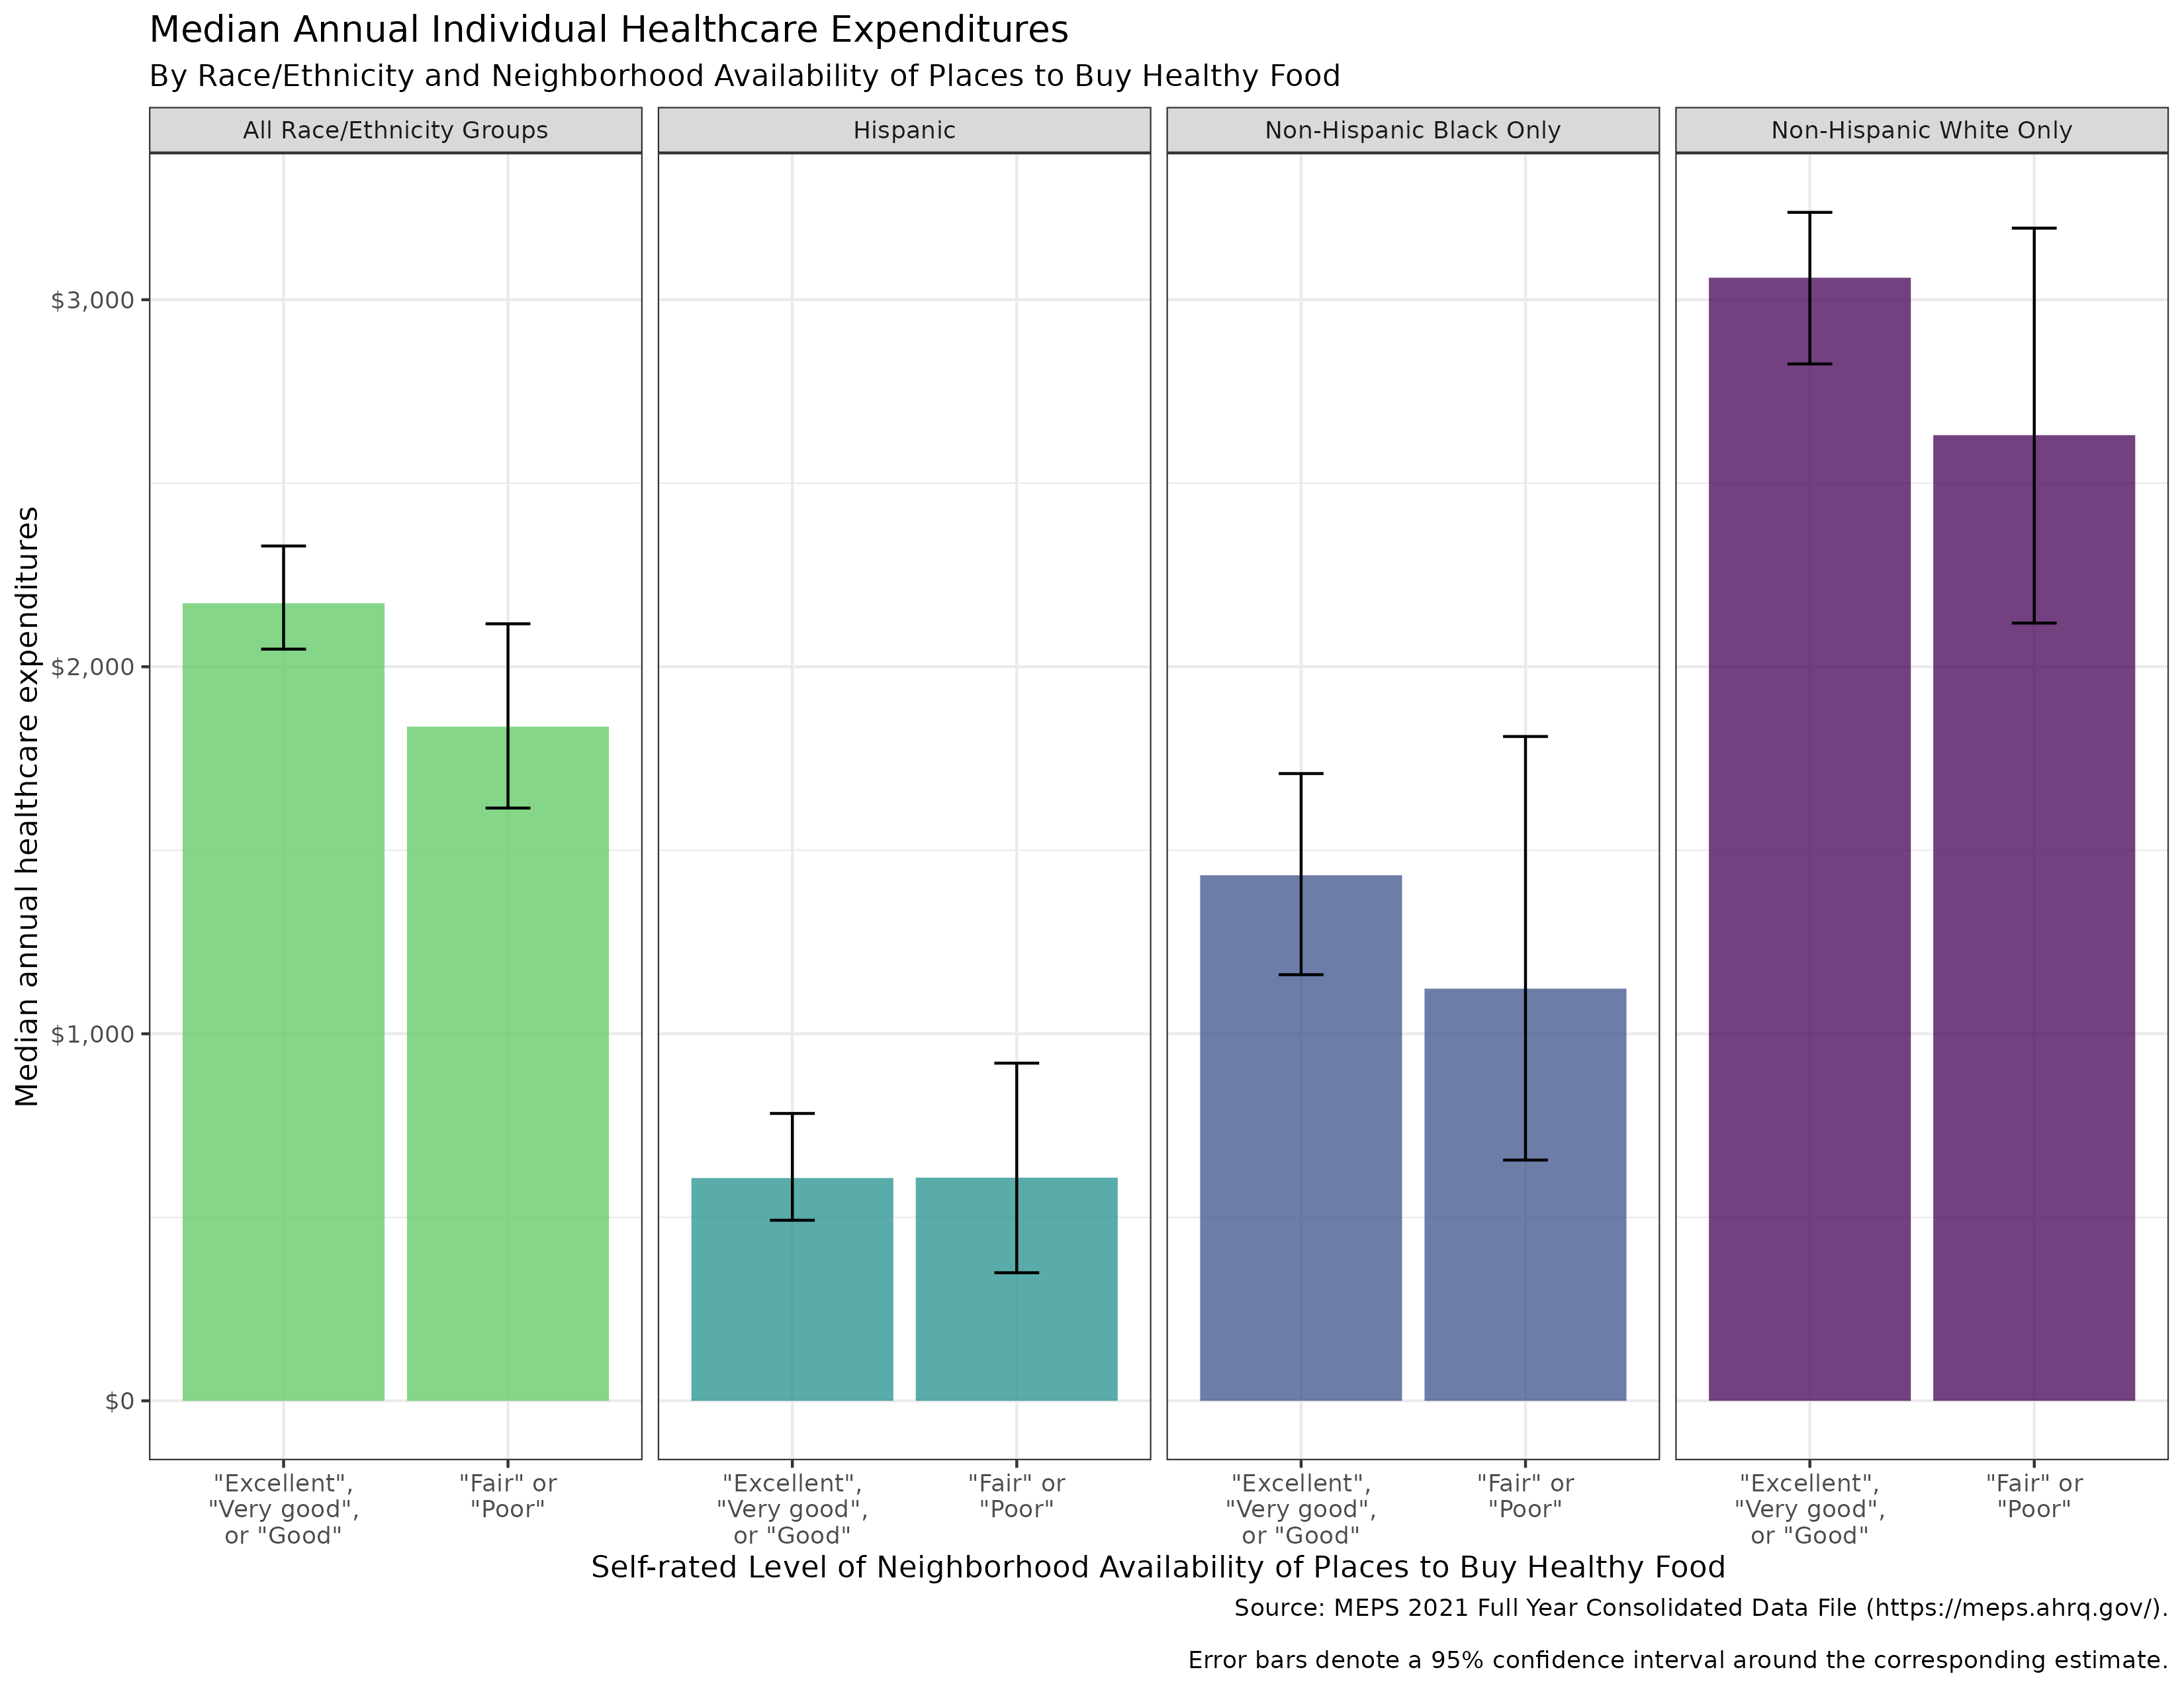 Median Annual Individual Healthcare Expenditures
By Race/Ethnicity and Neighborhood Availability of Places to Buy Healthy Food
All Race/Ethnicity Groups
Hispanic
Non-Hispanic Black Only
Non-Hispanic White Only
Median annual healthcare expenditures
$3,000
$2,000
$1,000
$0
"Excellent",
"Very good",
or "Good"
"Fair" or
"Poor"
"Excellent",
"Very good",
or "Good"
"Fair" or
"Poor"
"Excellent",
"Very good",
or "Good"
"Fair" or
"Poor"
"Excellent",
"Very good",
or "Good"
"Fair" or
"Poor"
Self-rated Level of Neighborhood Availability of Places to Buy Healthy Food
Source: MEPS 2021 Full Year Consolidated Data File (https://meps.ahrq.gov/).
Error bars denote a 95% confidence interval around the corresponding estimate.